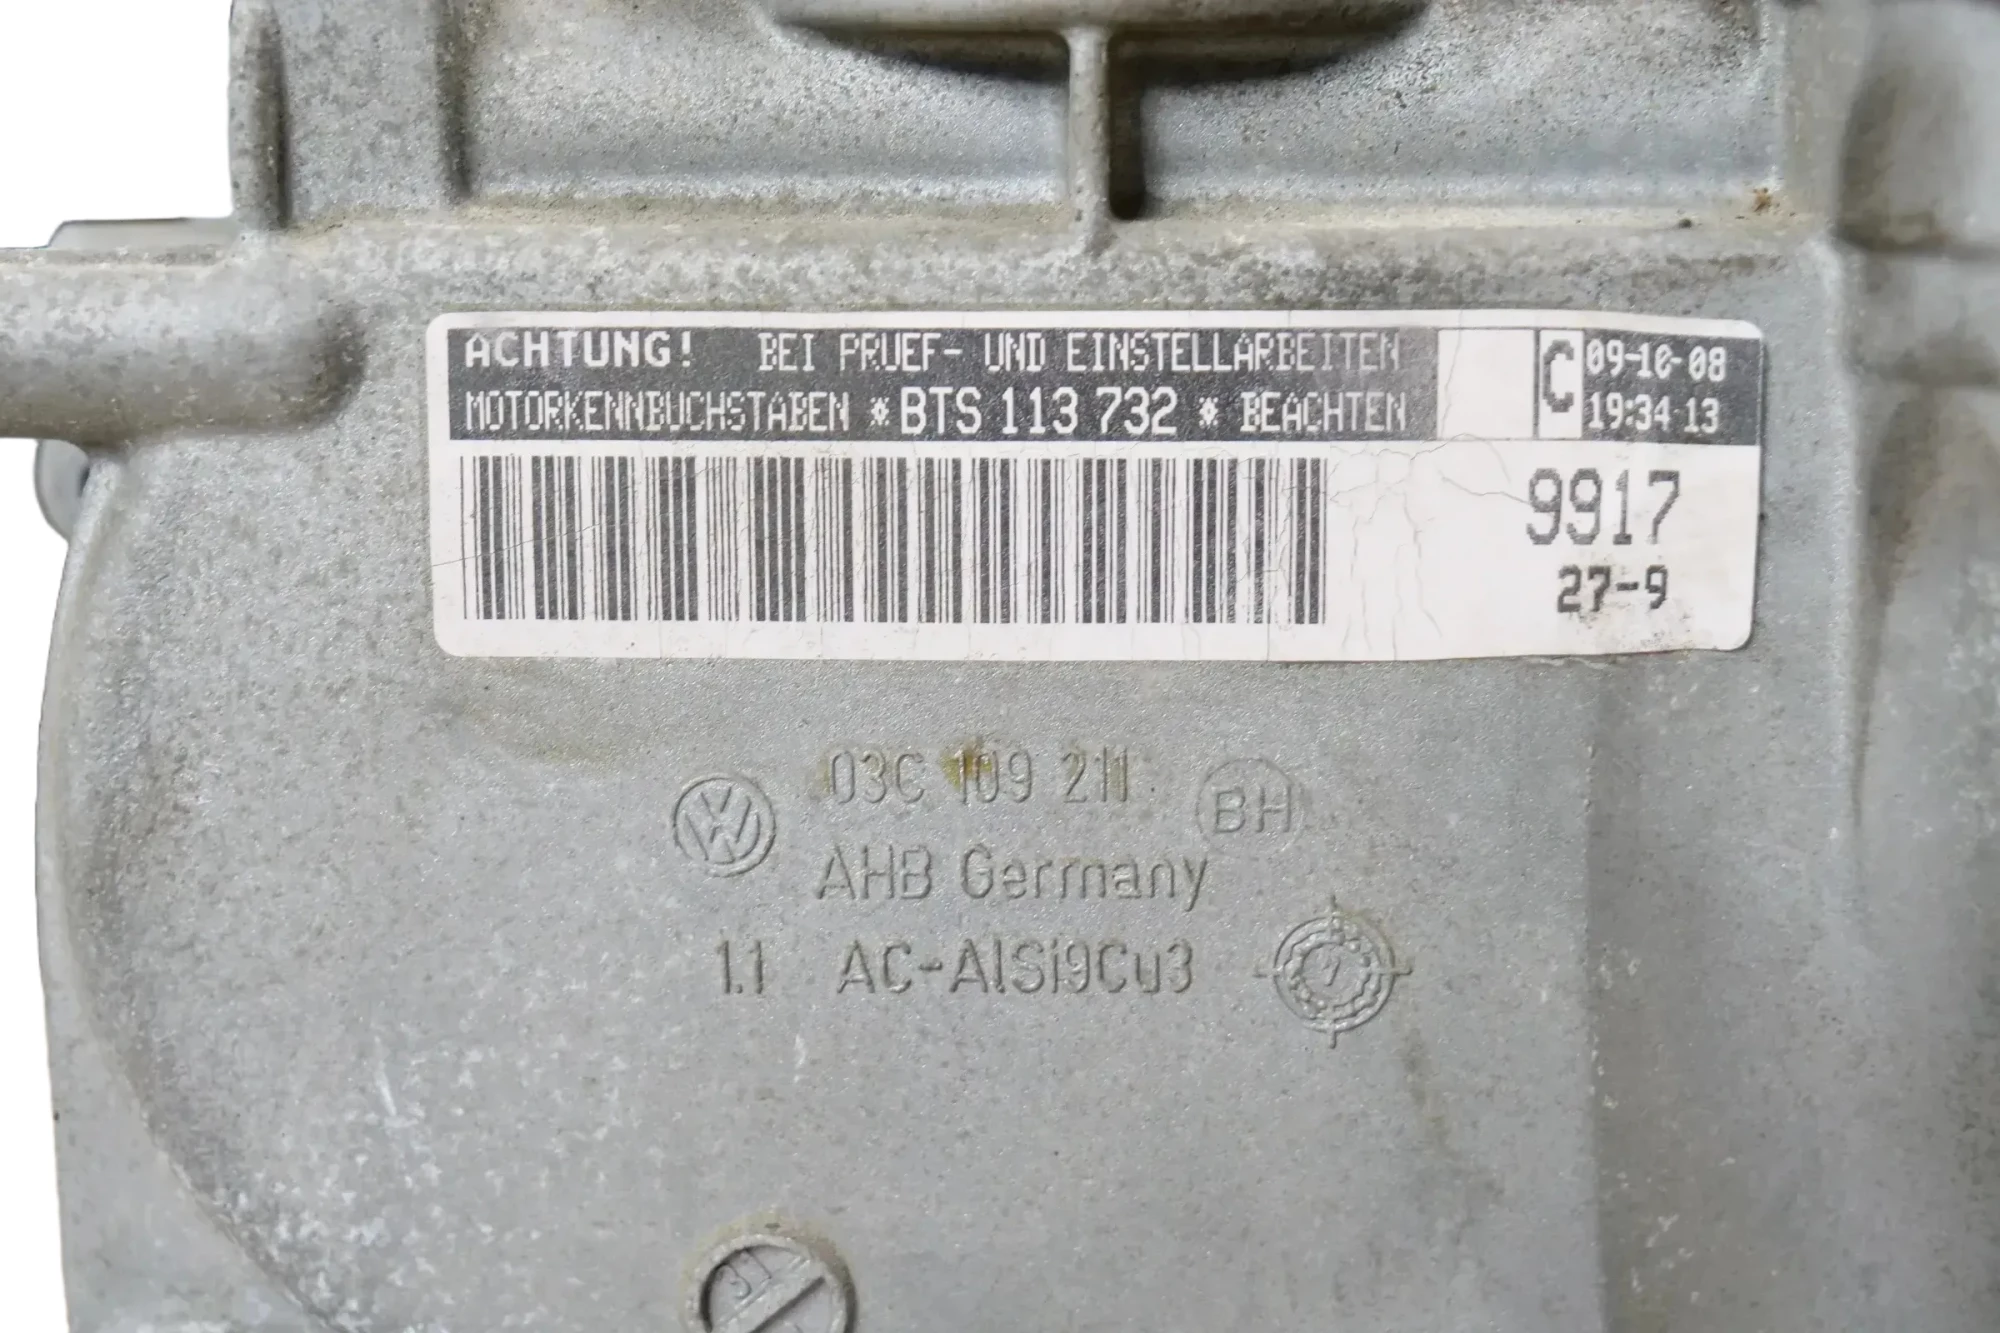 ACHTUNG! BEI PRUEF- UND EINSTELLARBEITEN
MOTORKENNBUCHSTABEN *BTS 113 732 * BEACHTEN
C
09-10-08
19:34 13
9917
27-9
03C 109 211
BH
AHB Germany
1.1 AC-AlSi9Cu3